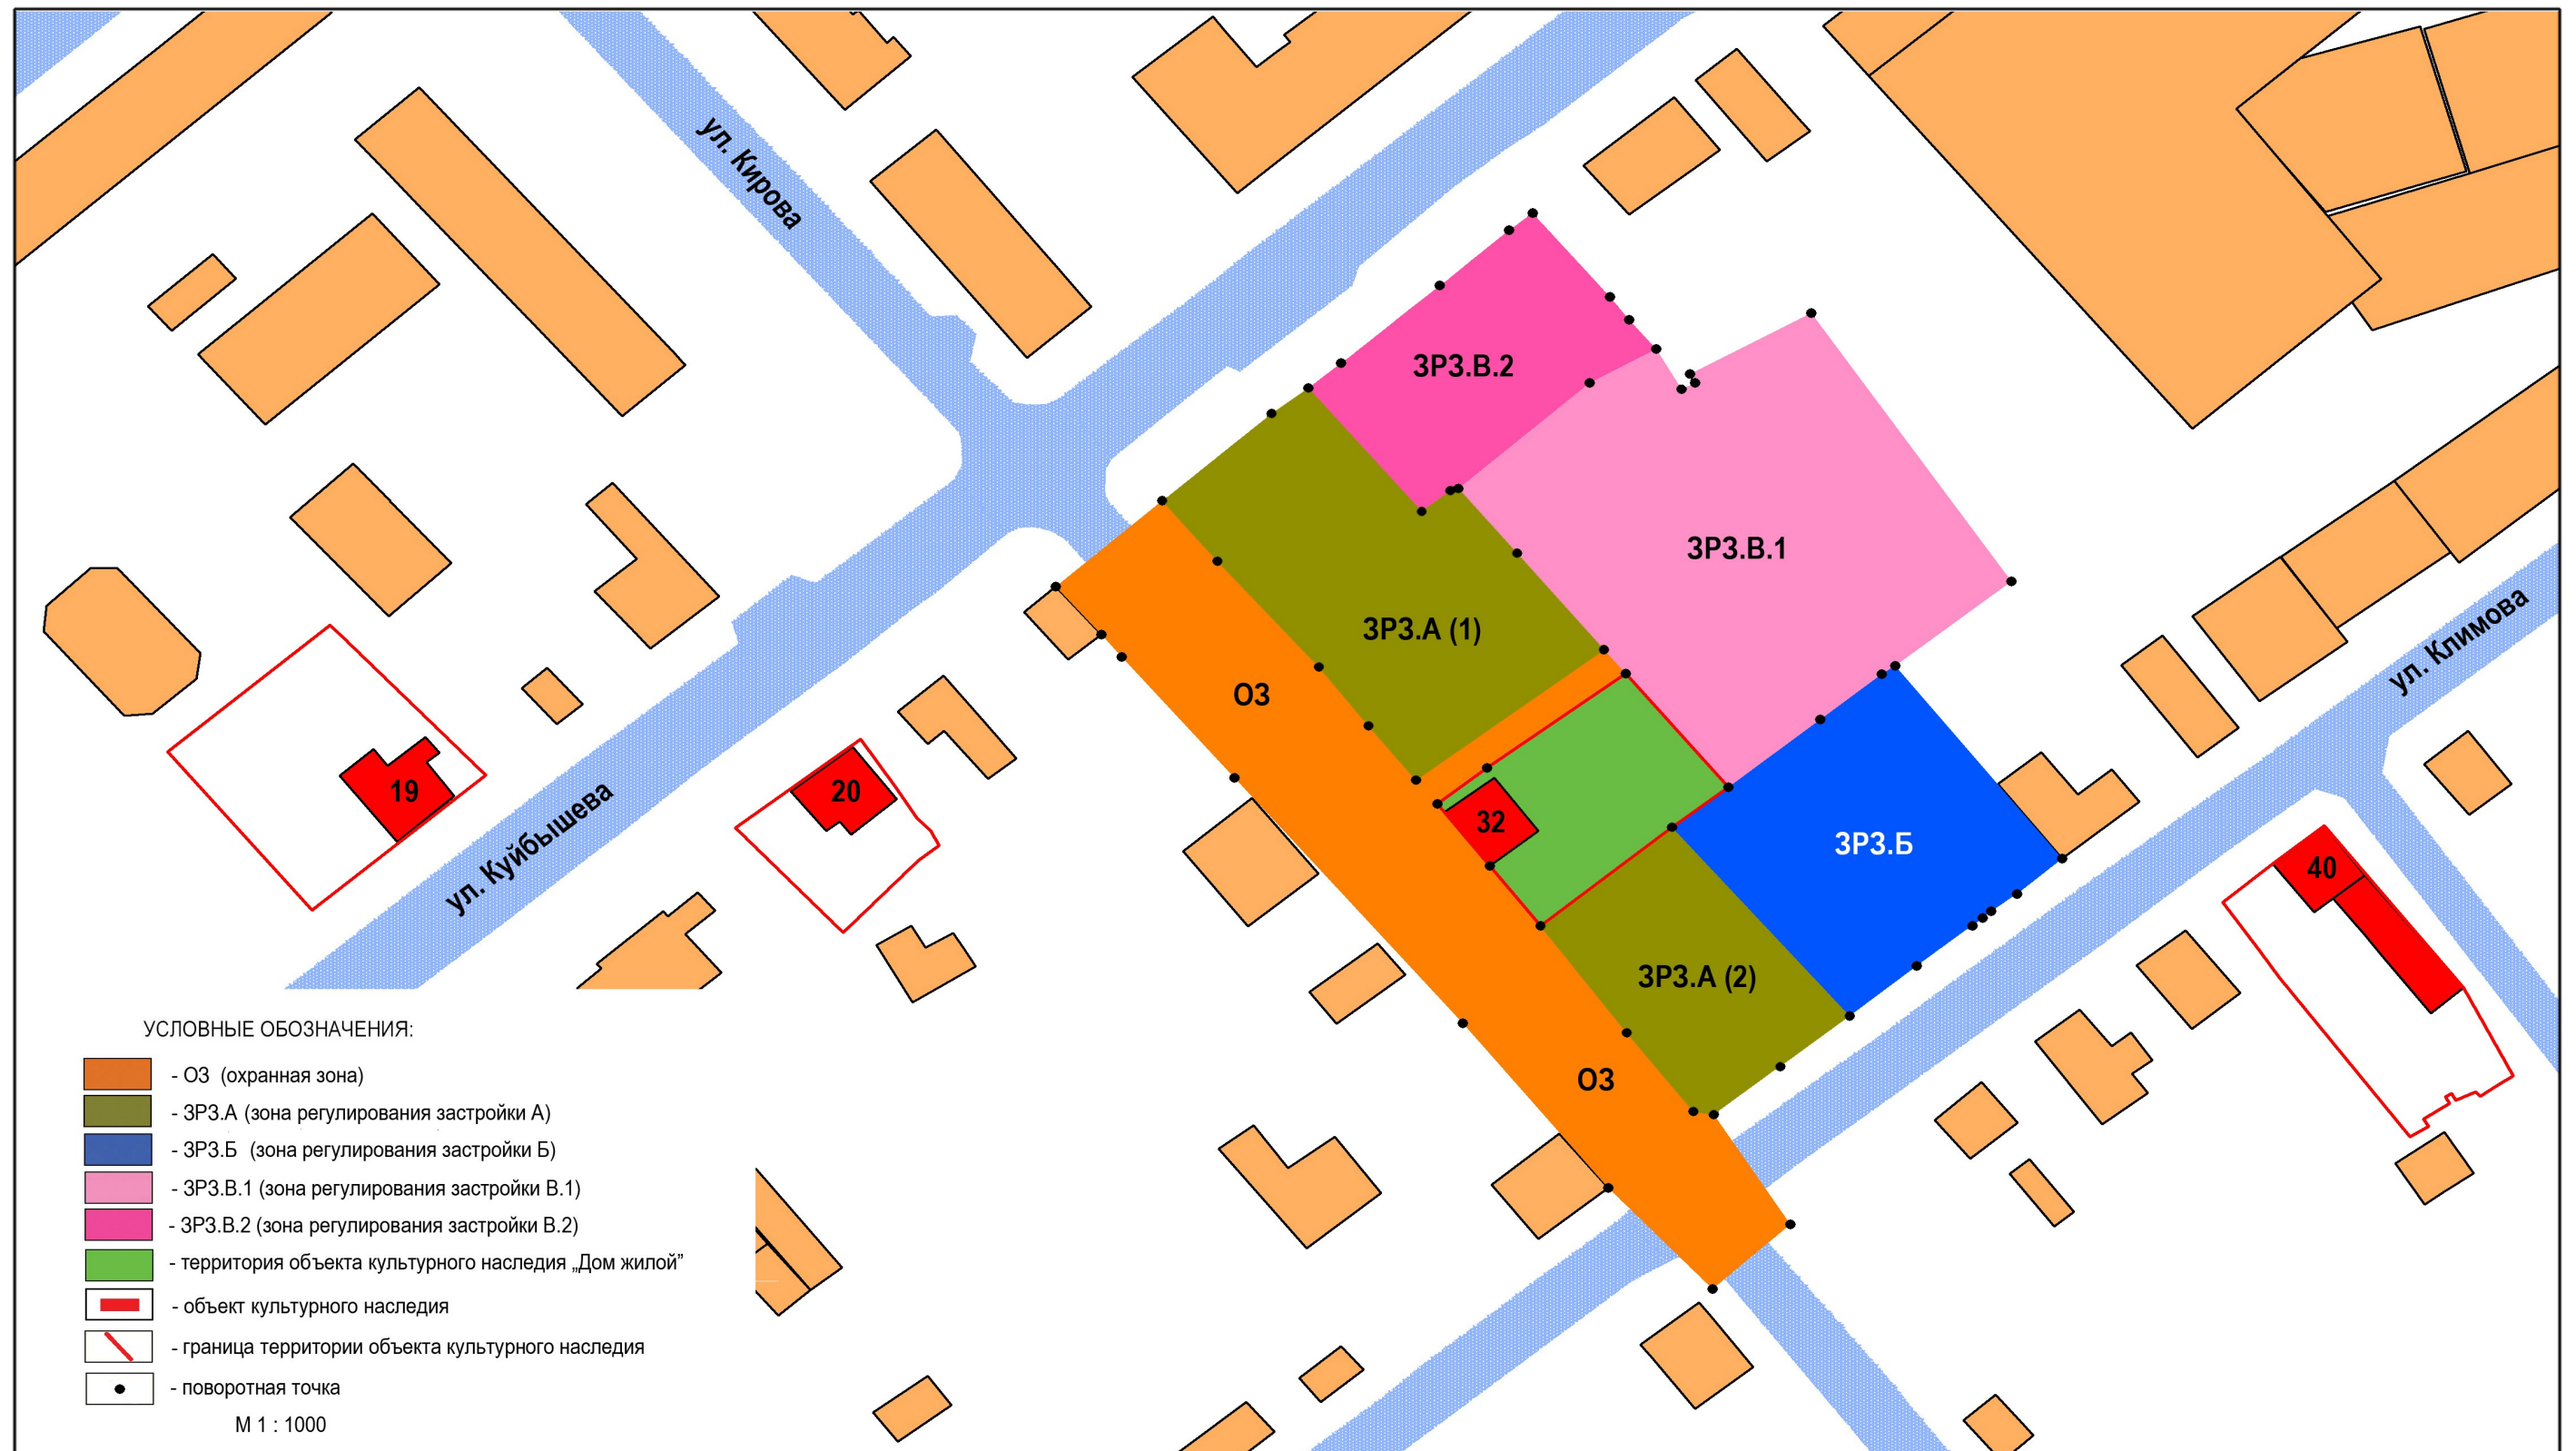 ул. Кирова
ЗРЗ.В.2
ЗРЗ.В.1
ЗРЗ.А (1)
ул. Климова
ОЗ
19
20
32
ул. Куйбышева
ЗРЗ.Б
40
ЗРЗ.А (2)
ОЗ
УСЛОВНЫЕ ОБОЗНАЧЕНИЯ:
- ОЗ (охранная зона)
- ЗРЗ.А (зона регулирования застройки А)
- ЗРЗ.Б (зона регулирования застройки Б)
- ЗРЗ.В.1 (зона регулирования застройки В.1)
- ЗРЗ.В.2 (зона регулирования застройки В.2)
- территория объекта культурного наследия „Дом жилой”
- объект культурного наследия
- граница территории объекта культурного наследия
- поворотная точка
М 1 : 1000